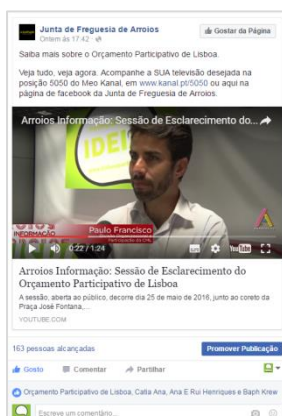 Junta de Freguesia de Arroios
Ontem às 17:42
Gostar da Página
Saiba mais sobre o Orçamento Participativo de Lisboa.
Veja tudo, veja agora. Acompanhe a SUA televisão desejada na
posição 5050 do Meo Kanal, em www.kanal.pt/5050 ou aqui na
página de facebook da Junta de Freguesia de Arroios.
Arroios Informação: Sessão de Esclarecimento do...
Paulo Francisco
INFORMAÇÃO
0:22 / 1:24
YouTube
Arroios Informação: Sessão de Esclarecimento do
Orçamento Participativo de Lisboa
A sessão, aberta ao público, decorre dia 25 de maio de 2016, junto ao coreto da
Praça José Fontana,...
YOUTUBE.COM
163 pessoas alcançadas
Promover Publicação
Gosto Comentar Partilhar
Orçamento Participativo de Lisboa, Catia Ana, Ana E Rui Henriques e Baph Krew
Escreve um comentário...